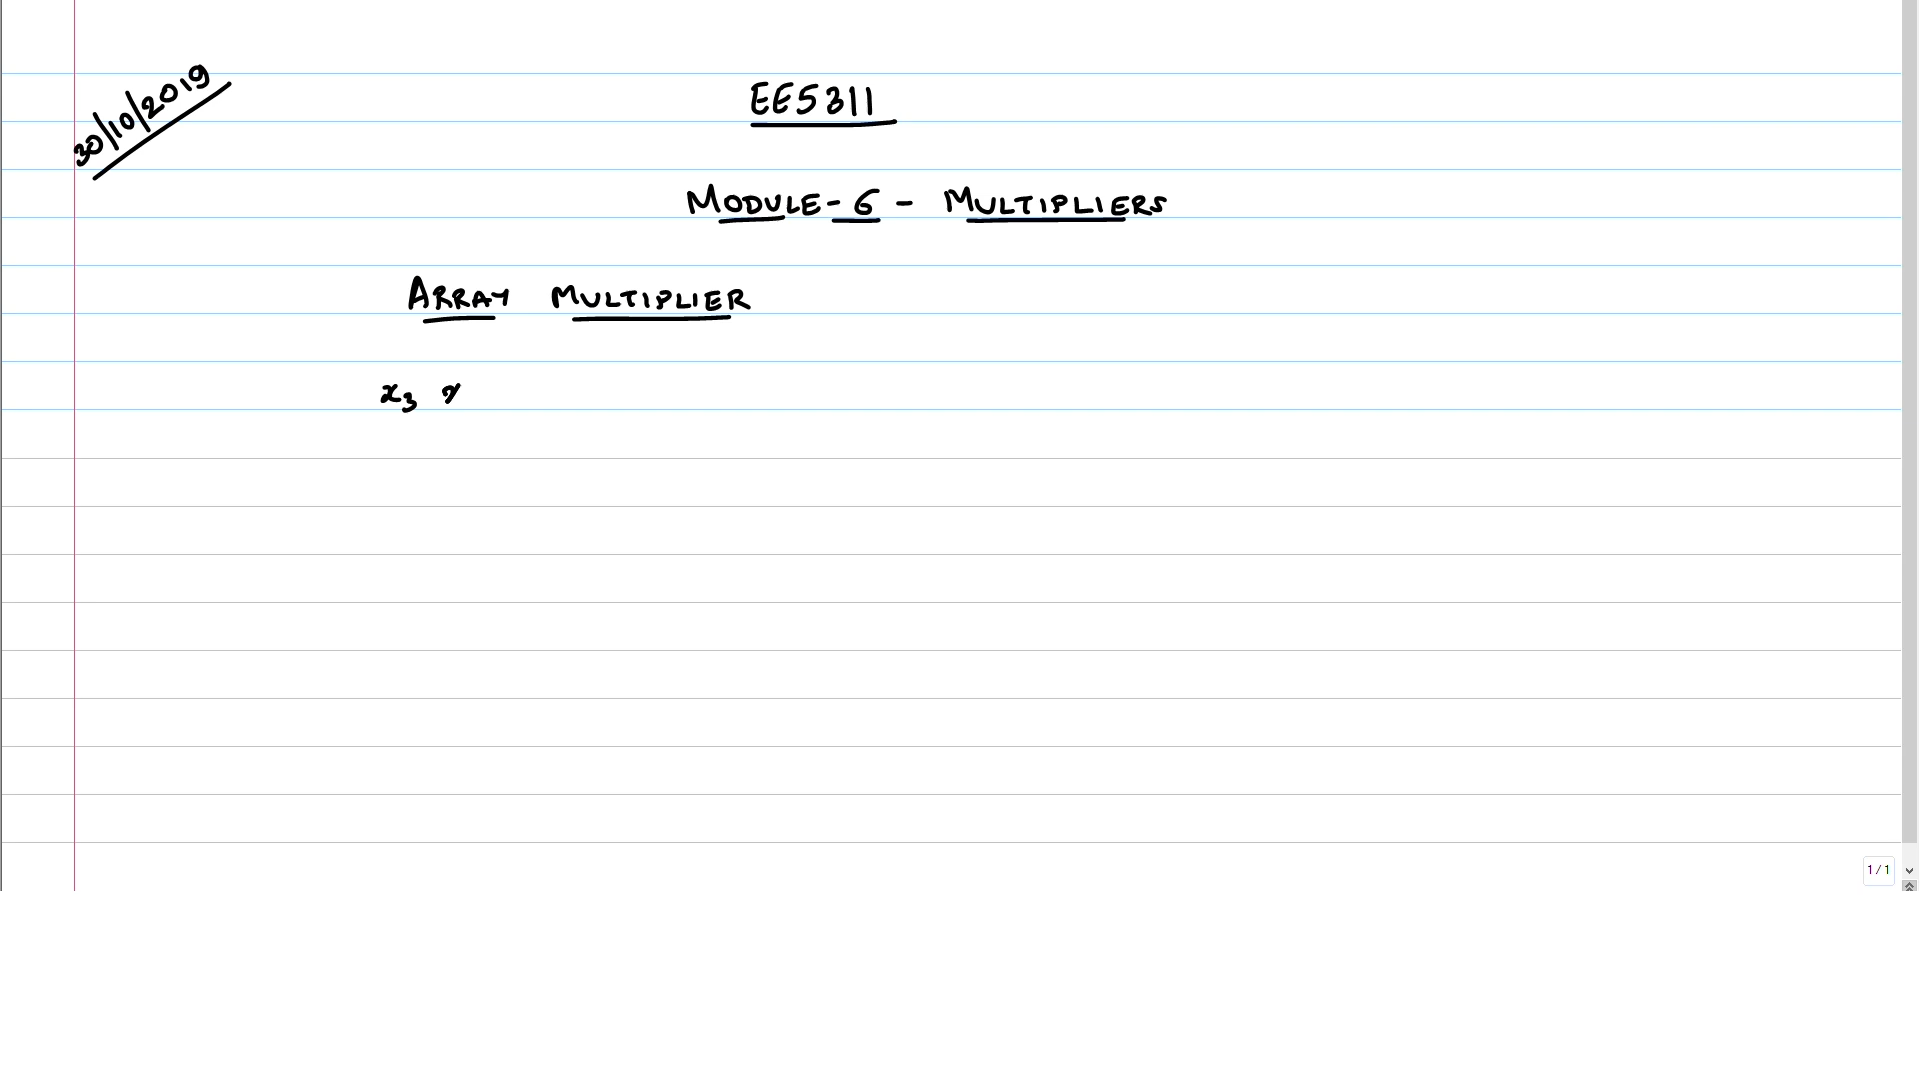 30/10/2019
EE5311
MODULE-6 - MULTIPLIERS
ARRAY MULTIPLIER
x3 x
1/1